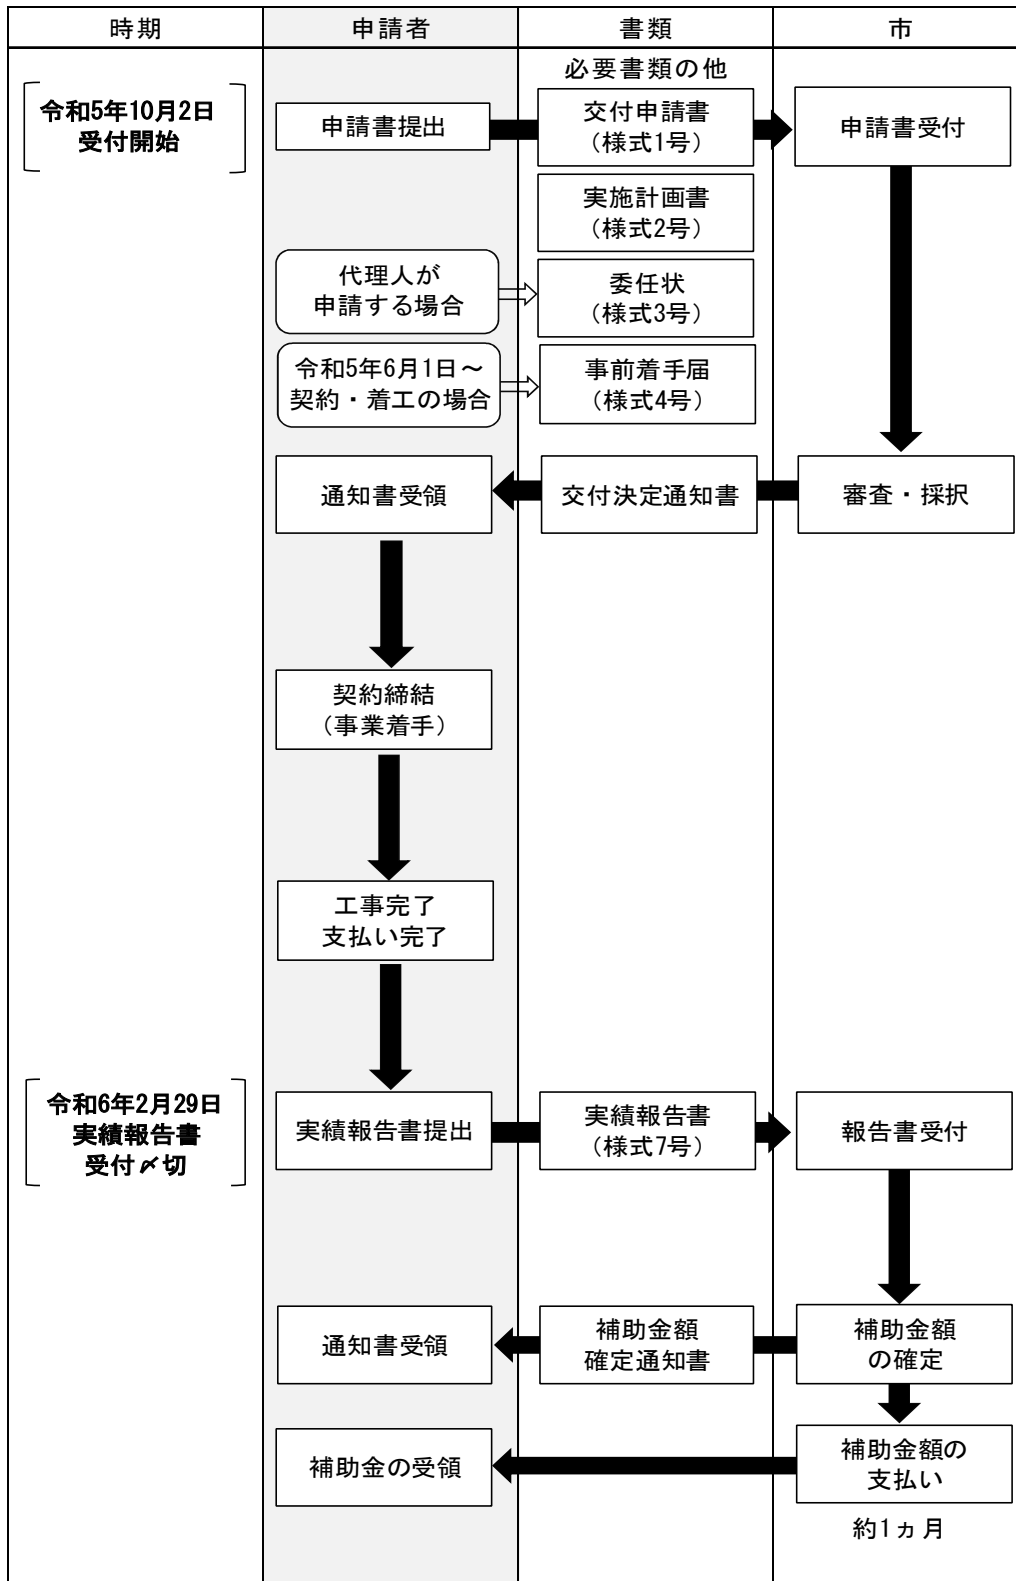 時期
申請者
書類
市
必要書類の他
令和5年10月2日
受付開始
申請書提出
交付申請書
（様式1号）
申請書受付
実施計画書
（様式2号）
代理人が
申請する場合
委任状
（様式3号）
令和5年6月1日～
契約・着工の場合
事前着手届
（様式4号）
通知書受領
交付決定通知書
審査・採択
契約締結
（事業着手）
工事完了
支払い完了
令和6年2月29日
実績報告書
受付〆切
実績報告書提出
実績報告書
（様式7号）
報告書受付
通知書受領
補助金額
確定通知書
補助金額
の確定
補助金の受領
補助金額の
支払い
約1ヵ月